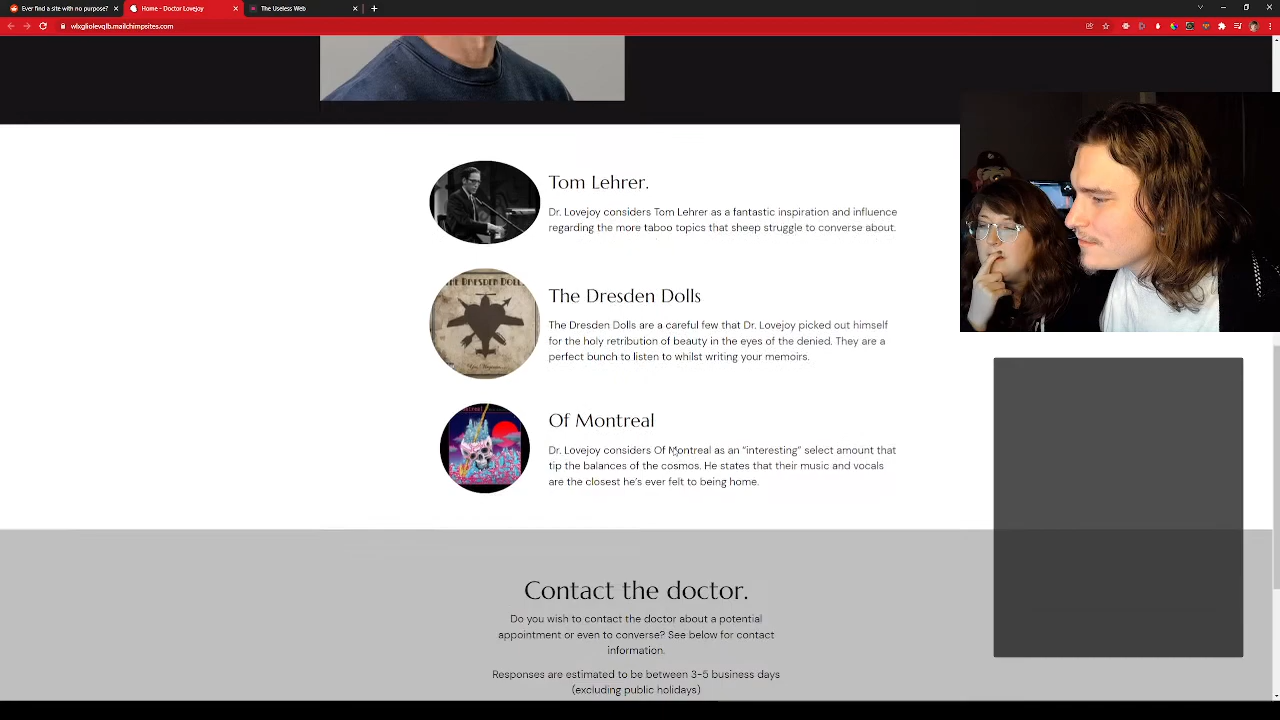 Ever find a site with no purpose?
Home - Doctor Lovejoy
The Useless Web
wlxgliolevqlb.mailchimpsites.com
Tom Lehrer.
Dr. Lovejoy considers Tom Lehrer as a fantastic inspiration and influence
regarding the more taboo topics that sheep struggle to converse about.
THE DRESDEN DOLLS
The Dresden Dolls
The Dresden Dolls are a careful few that Dr. Lovejoy picked out himself
for the holy retribution of beauty in the eyes of the denied. They are a
perfect bunch to listen to whilst writing your memoirs.
Of Montreal
Dr. Lovejoy considers Of Montreal as an “interesting” select amount that
tip the balances of the cosmos. He states that their music and vocals
are the closest he’s ever felt to being home.
Contact the doctor.
Do you wish to contact the doctor about a potential
appointment or even to converse? See below for contact
information.
Responses are estimated to be between 3-5 business days
(excluding public holidays)